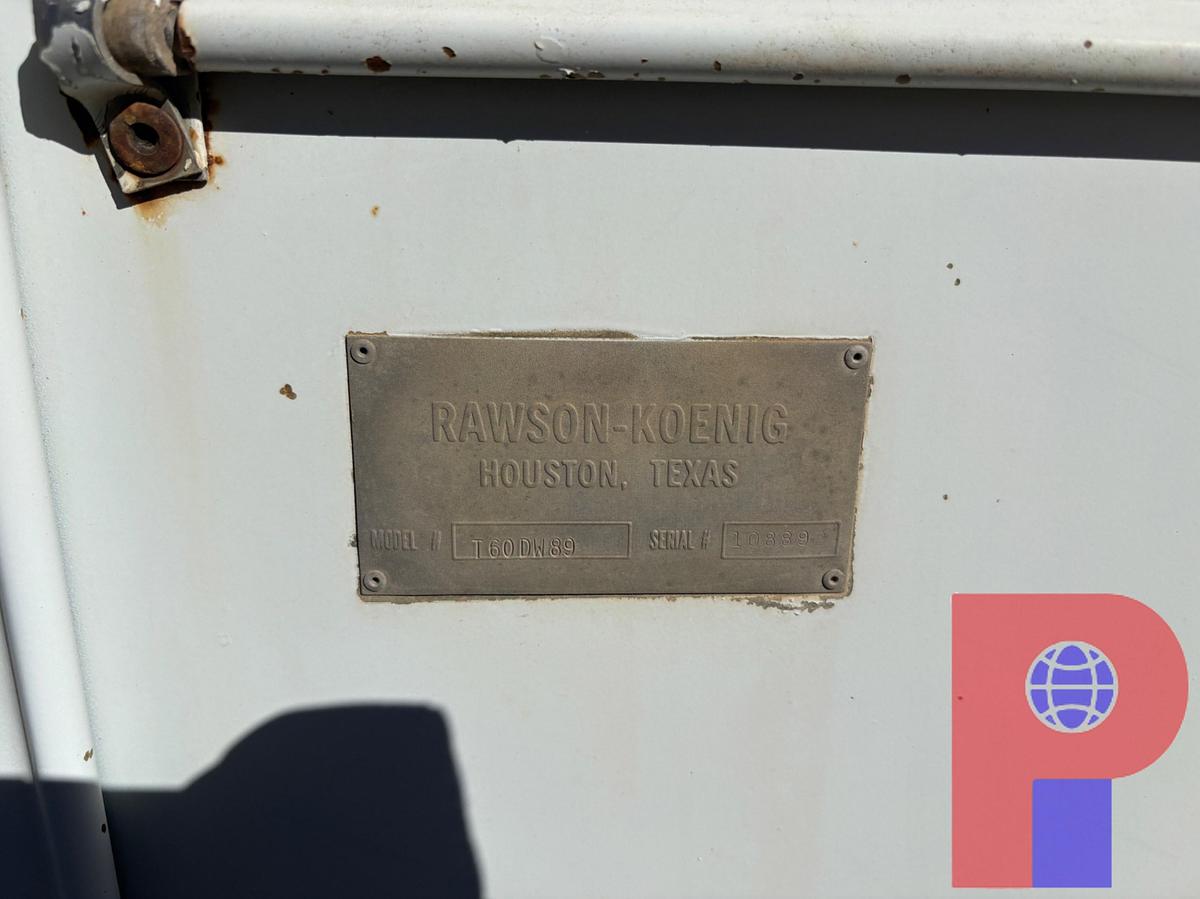 RAWSON-KOENIG
HOUSTON, TEXAS
MODEL # T60DW89 SERIAL # 10889